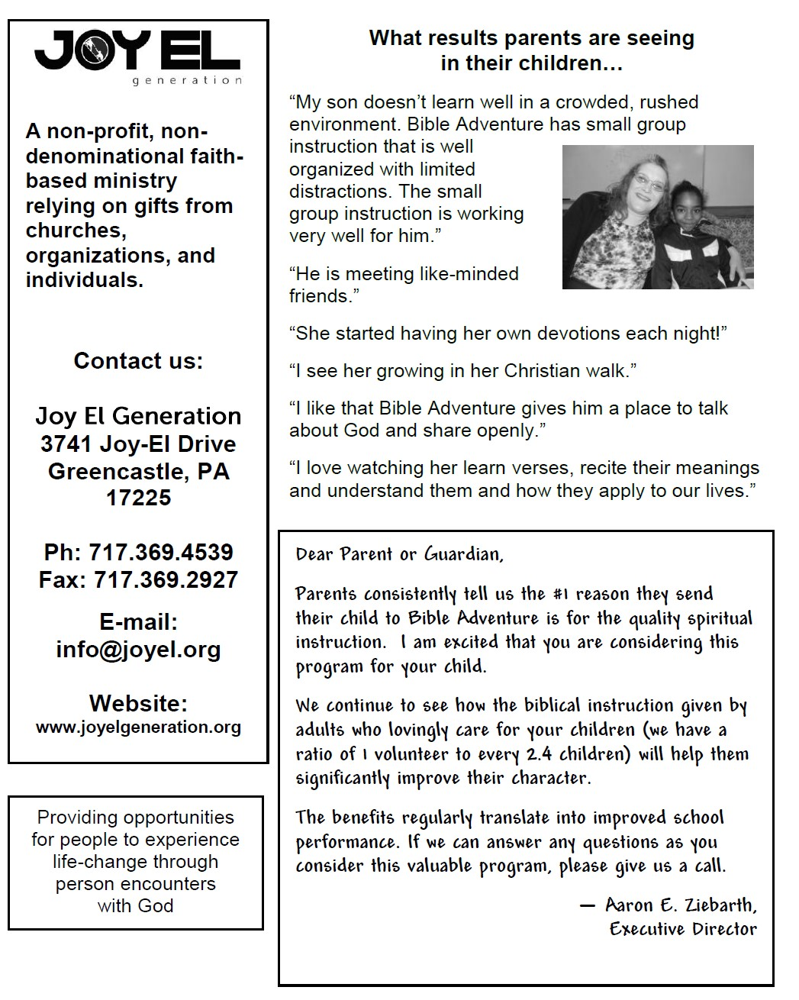 JOY EL
generation
A non-profit, non-
denominational faith-
based ministry
relying on gifts from
churches,
organizations, and
individuals.
Contact us:
Joy El Generation
3741 Joy-El Drive
Greencastle, PA
17225
Ph: 717.369.4539
Fax: 717.369.2927
E-mail:
info@joyel.org
Website:
www.joyelgeneration.org
Providing opportunities
for people to experience
life-change through
person encounters
with God
What results parents are seeing
in their children…
“My son doesn’t learn well in a crowded, rushed
environment. Bible Adventure has small group
instruction that is well
organized with limited
distractions. The small
group instruction is working
very well for him.”
“He is meeting like-minded
friends.”
“She started having her own devotions each night!”
“I see her growing in her Christian walk.”
“I like that Bible Adventure gives him a place to talk
about God and share openly.”
“I love watching her learn verses, recite their meanings
and understand them and how they apply to our lives.”
Dear Parent or Guardian,
Parents consistently tell us the #1 reason they send
their child to Bible Adventure is for the quality spiritual
instruction.  I am excited that you are considering this
program for your child.
We continue to see how the biblical instruction given by
adults who lovingly care for your children (we have a
ratio of 1 volunteer to every 2.4 children) will help them
significantly improve their character.
The benefits regularly translate into improved school
performance. If we can answer any questions as you
consider this valuable program, please give us a call.
— Aaron E. Ziebarth,
Executive Director